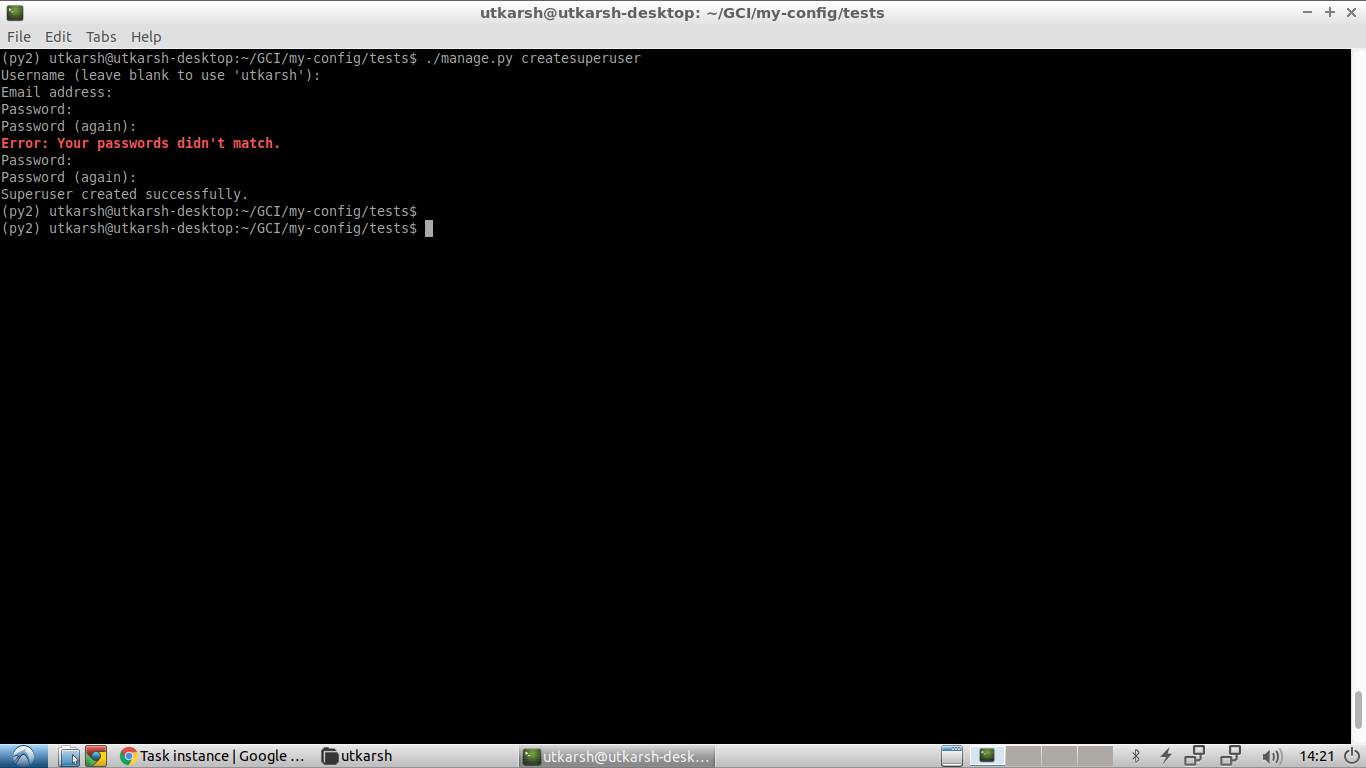 utkarsh@utkarsh-desktop: ~/GCI/my-config/tests
File Edit Tabs Help
(py2) utkarsh@utkarsh-desktop:~/GCI/my-config/tests$ ./manage.py createsuperuser
Username (leave blank to use 'utkarsh'):
Email address:
Password:
Password (again):
Error: Your passwords didn't match.
Password:
Password (again):
Superuser created successfully.
(py2) utkarsh@utkarsh-desktop:~/GCI/my-config/tests$
(py2) utkarsh@utkarsh-desktop:~/GCI/my-config/tests$
Task instance | Google ... utkarsh utkarsh@utkarsh-desk... 14:21